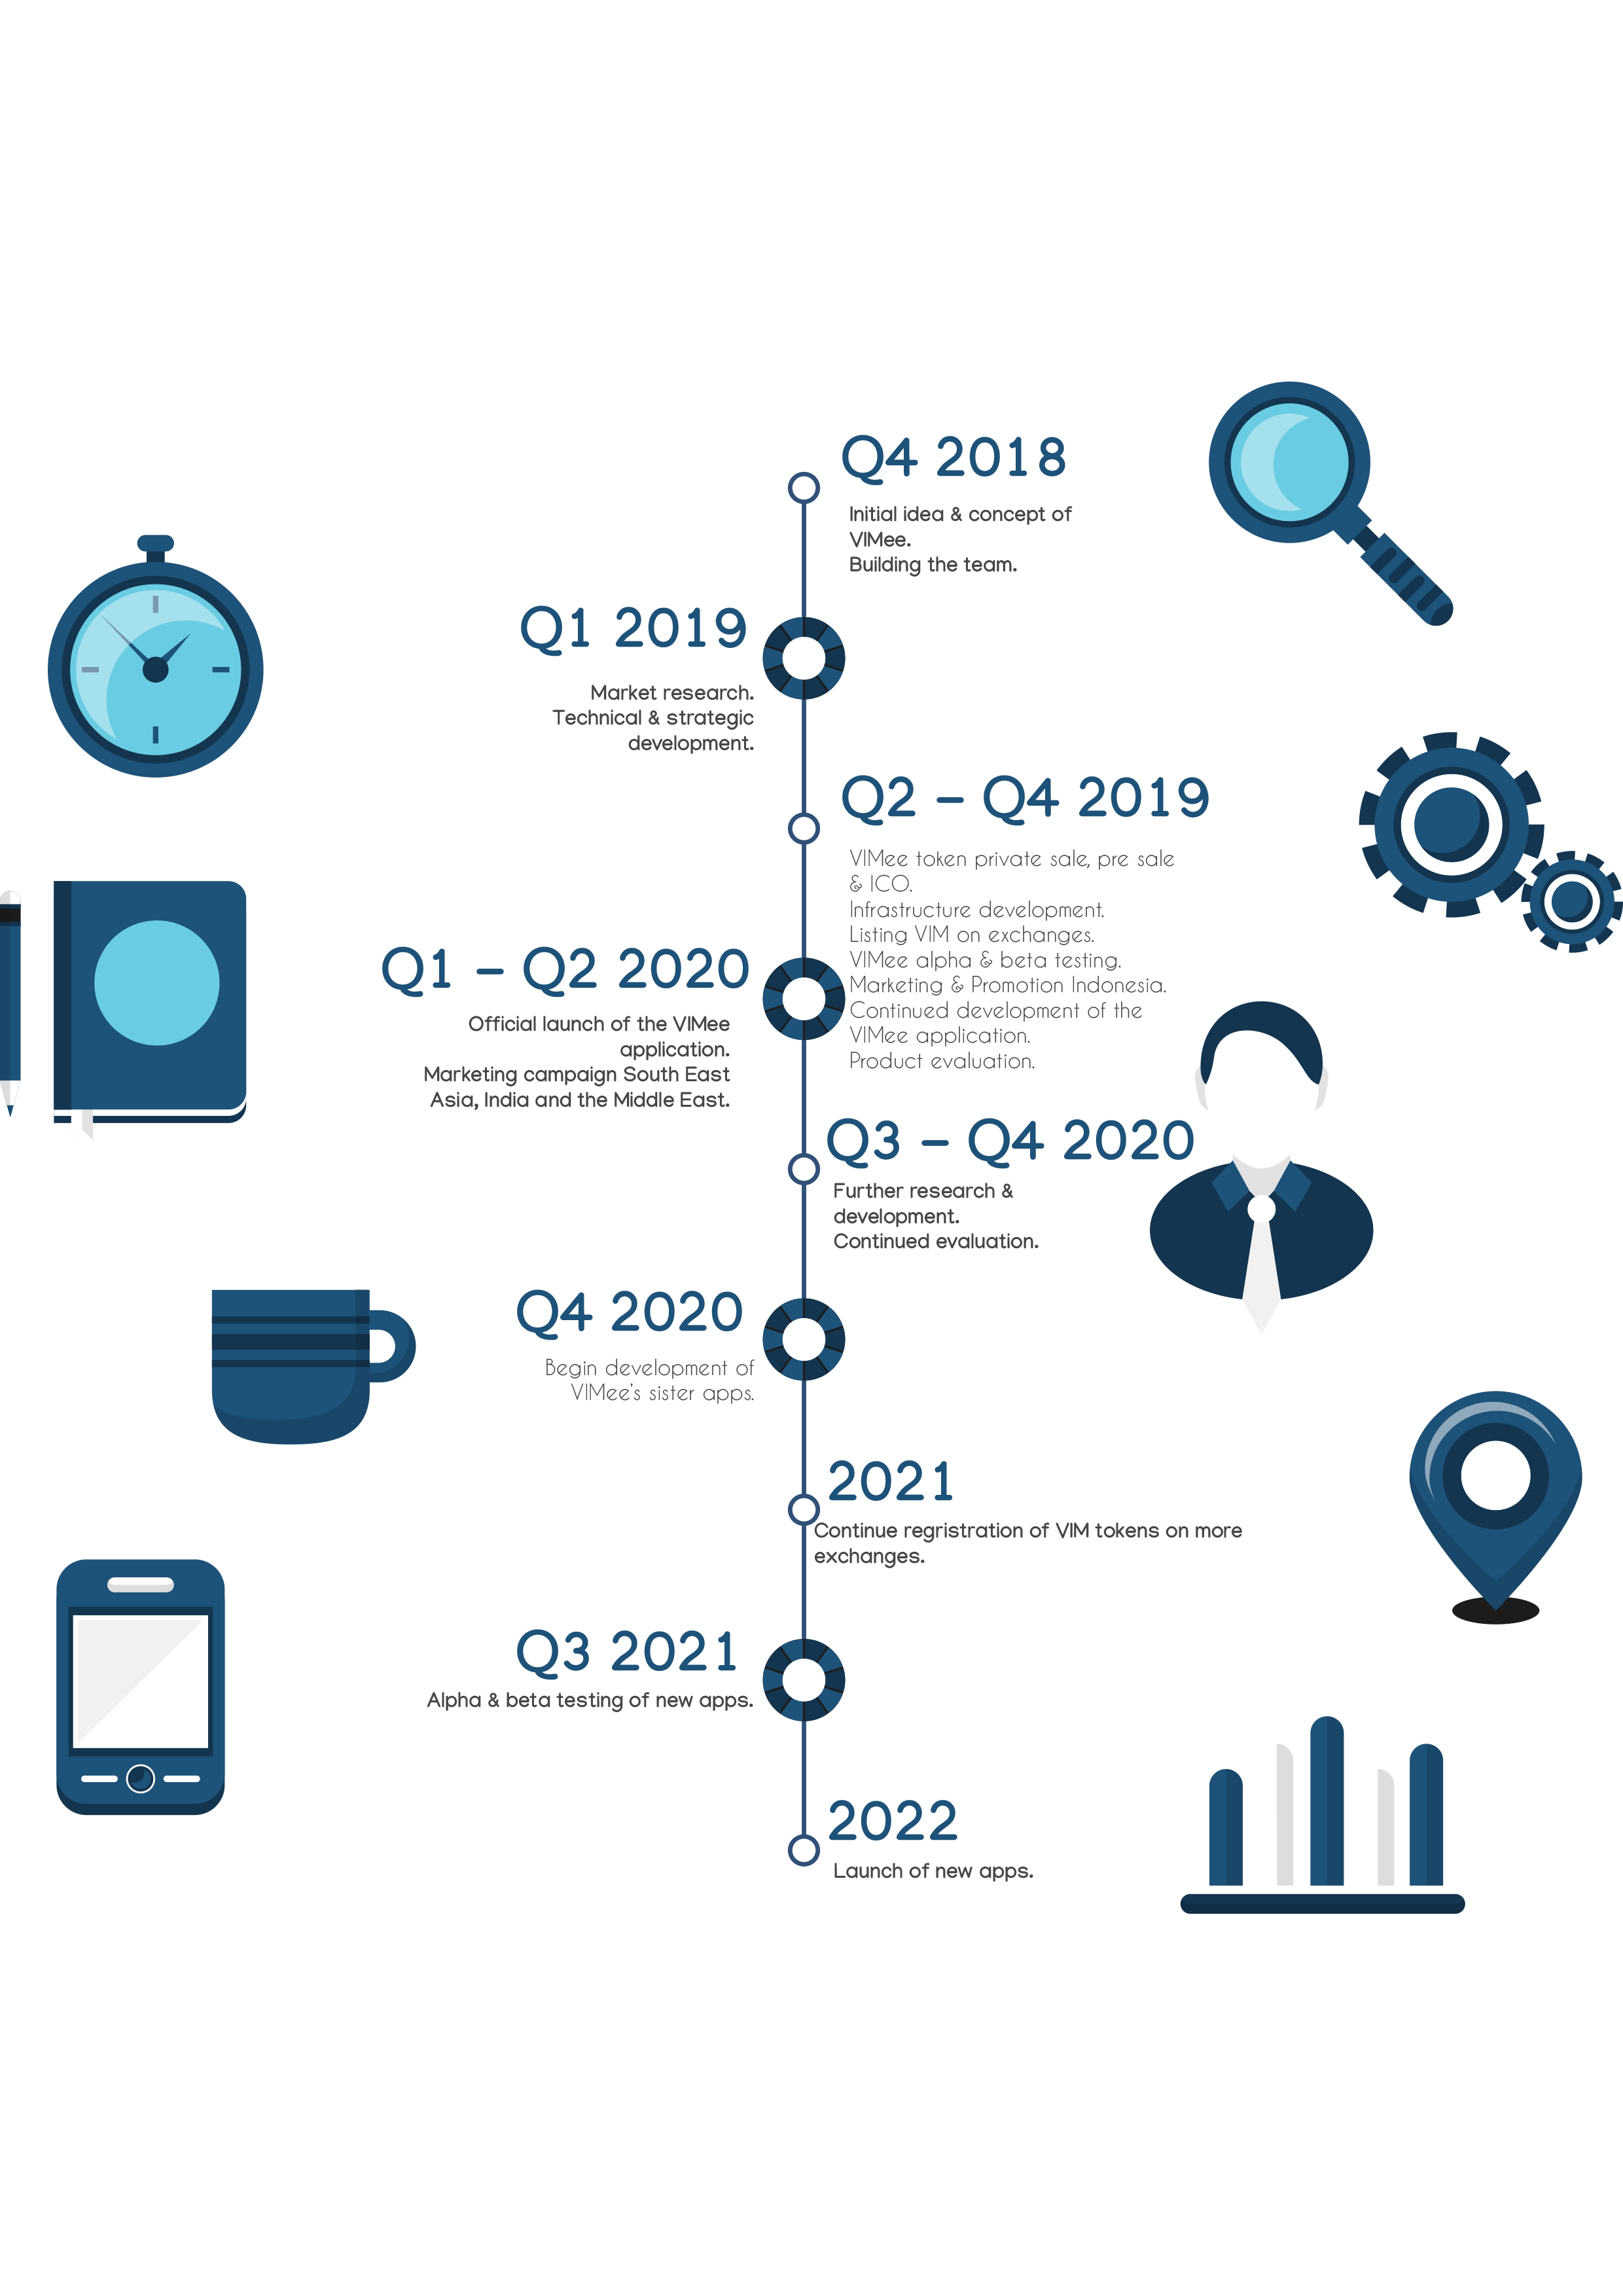 Q4 2018
Initial idea & concept of
VIMee.
Building the team.
Q1 2019
Market research.
Technical & strategic
development.
Q2 – Q4 2019
VIMee token private sale, pre sale
& ICO.
Infrastructure development.
Listing VIM on exchanges.
VIMee alpha & beta testing.
Marketing & Promotion Indonesia.
Continued development of the
VIMee application.
Product evaluation.
Q1 – Q2 2020
Official launch of the VIMee
application.
Marketing campaign South East
Asia, India and the Middle East.
Q3 – Q4 2020
Further research &
development.
Continued evaluation.
Q4 2020
Begin development of
VIMee's sister apps.
2021
Continue regristration of VIM tokens on more
exchanges.
Q3 2021
Alpha & beta testing of new apps.
2022
Launch of new apps.